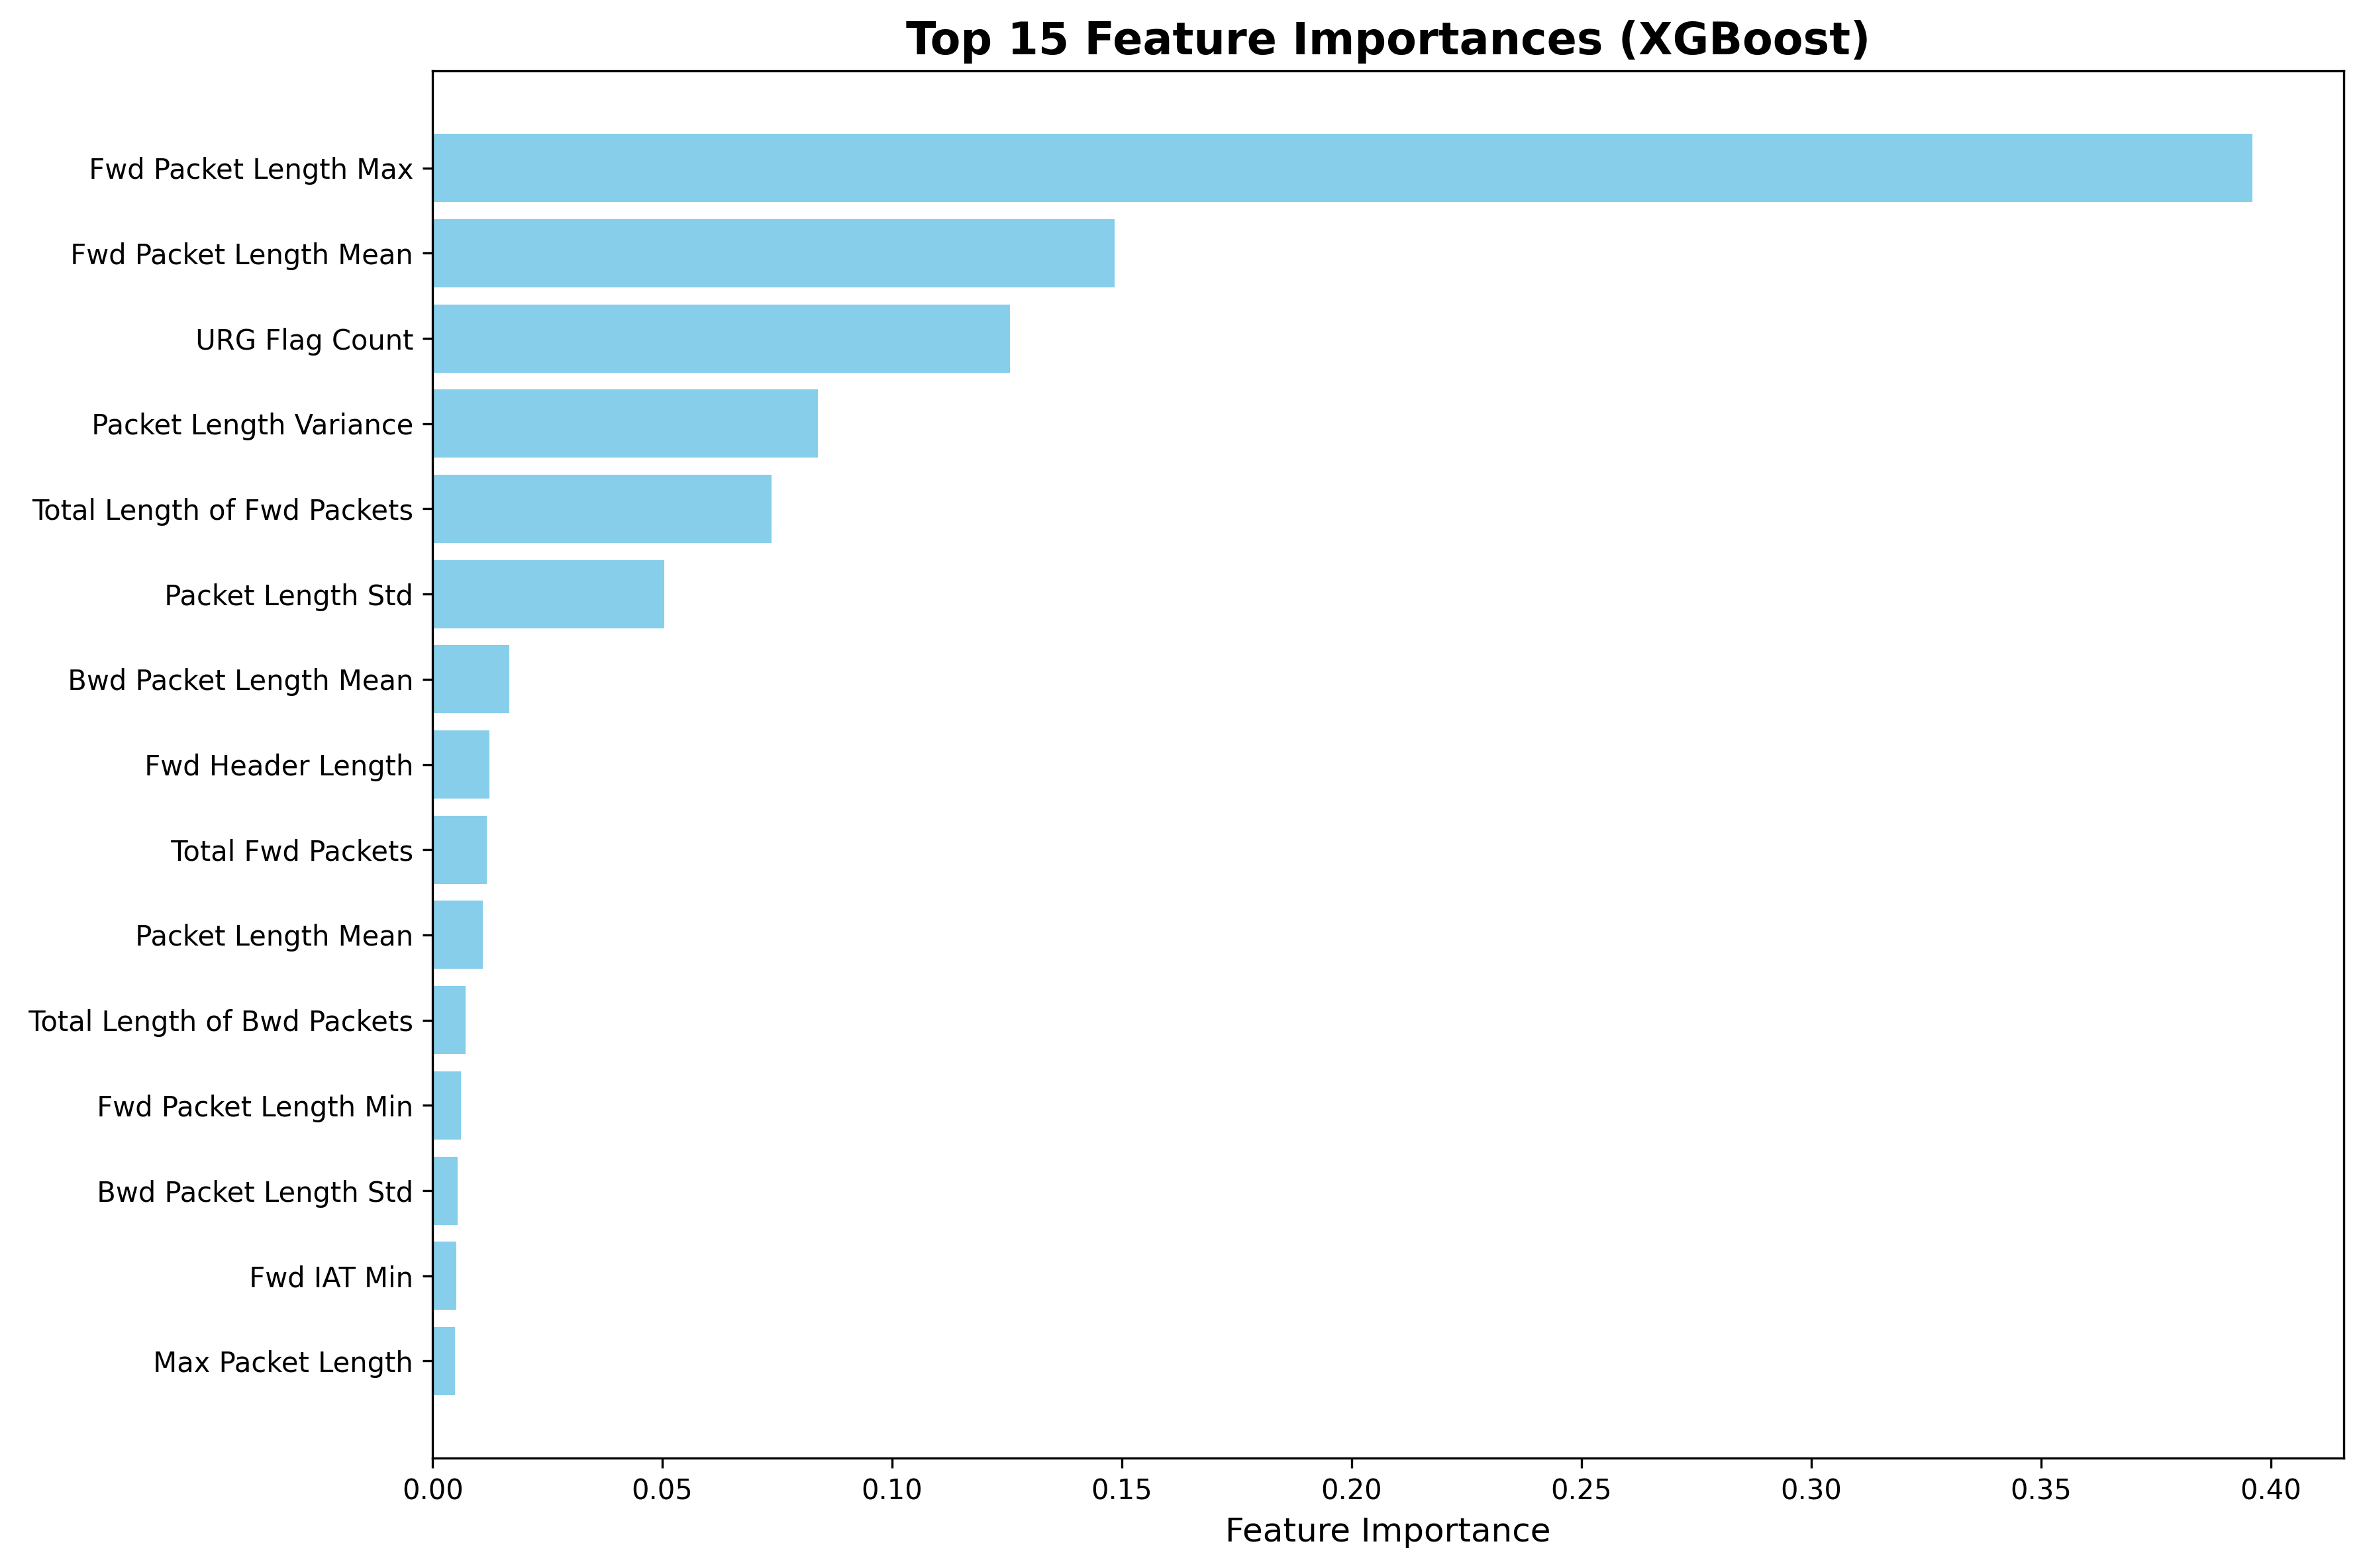 Top 15 Feature Importances (XGBoost)
Fwd Packet Length Max
Fwd Packet Length Mean
URG Flag Count
Packet Length Variance
Total Length of Fwd Packets
Packet Length Std
Bwd Packet Length Mean
Fwd Header Length
Total Fwd Packets
Packet Length Mean
Total Length of Bwd Packets
Fwd Packet Length Min
Bwd Packet Length Std
Fwd IAT Min
Max Packet Length
0.00 0.05 0.10 0.15 0.20 0.25 0.30 0.35 0.40
Feature Importance